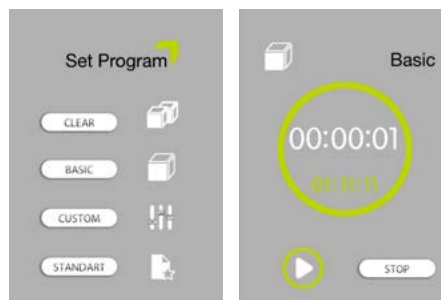 Set Program
CLEAR
BASIC
CUSTOM
STANDART
Basic
00:00:01
STOP